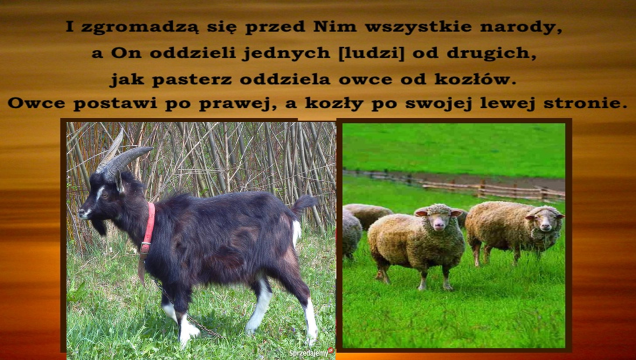 I zgromadzą się przed Nim wszystkie narody,
a On oddzieli jednych [ludzi] od drugich,
jak pasterz oddziela owce od kozłów.
Owce postawi po prawej, a kozły po swojej lewej stronie.
Sprzedajemy